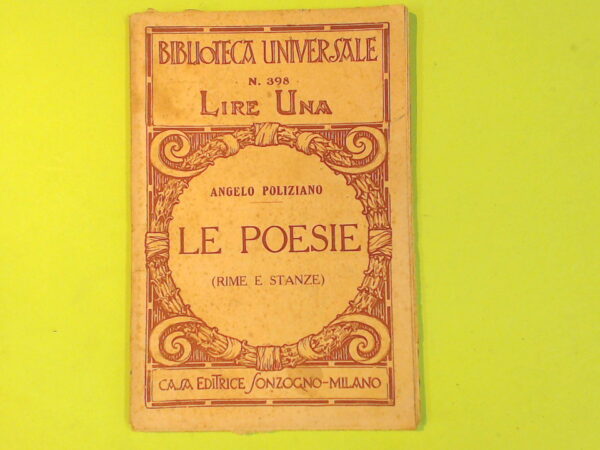 BIBLIOTECA UNIVERSALE
N. 398
LIRE UNA
ANGELO POLIZIANO
LE POESIE
(RIME E STANZE)
CASA EDITRICE SONZOGNO-MILANO